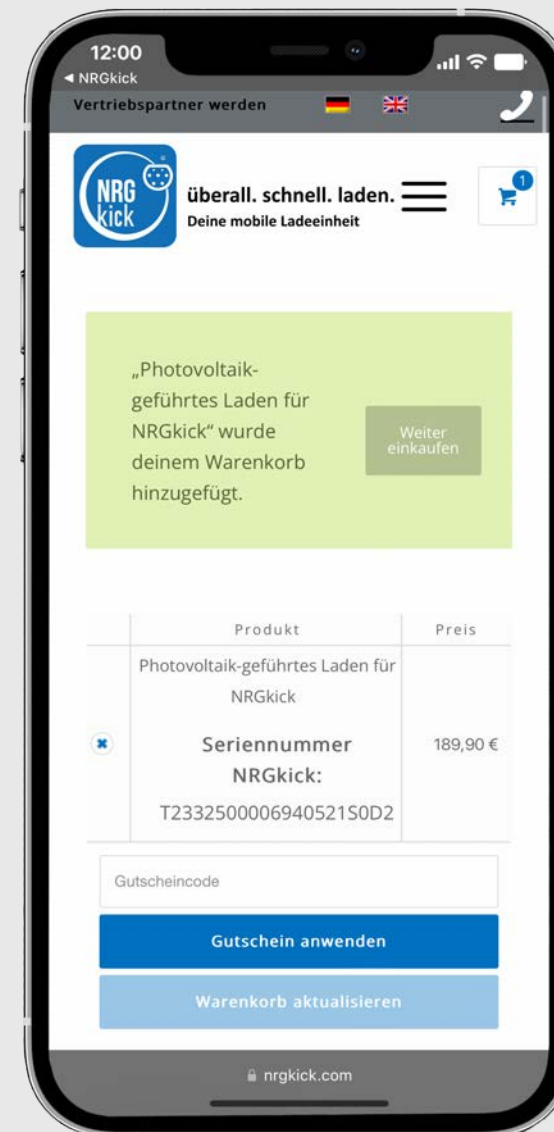 12:00
◄ NRGkick
Vertriebspartner werden
NRG
kick
überall. schnell. laden.
Deine mobile Ladeeinheit
1
„Photovoltaik-
geführtes Laden für
NRGkick“ wurde
deinem Warenkorb
hinzugefügt.
Weiter
einkaufen
Produkt
Preis
Photovoltaik-geführtes Laden für
NRGkick
Seriennummer
NRGkick:
T2332500006940521S0D2
189,90 €
Gutscheincode
Gutschein anwenden
Warenkorb aktualisieren
nrgkick.com